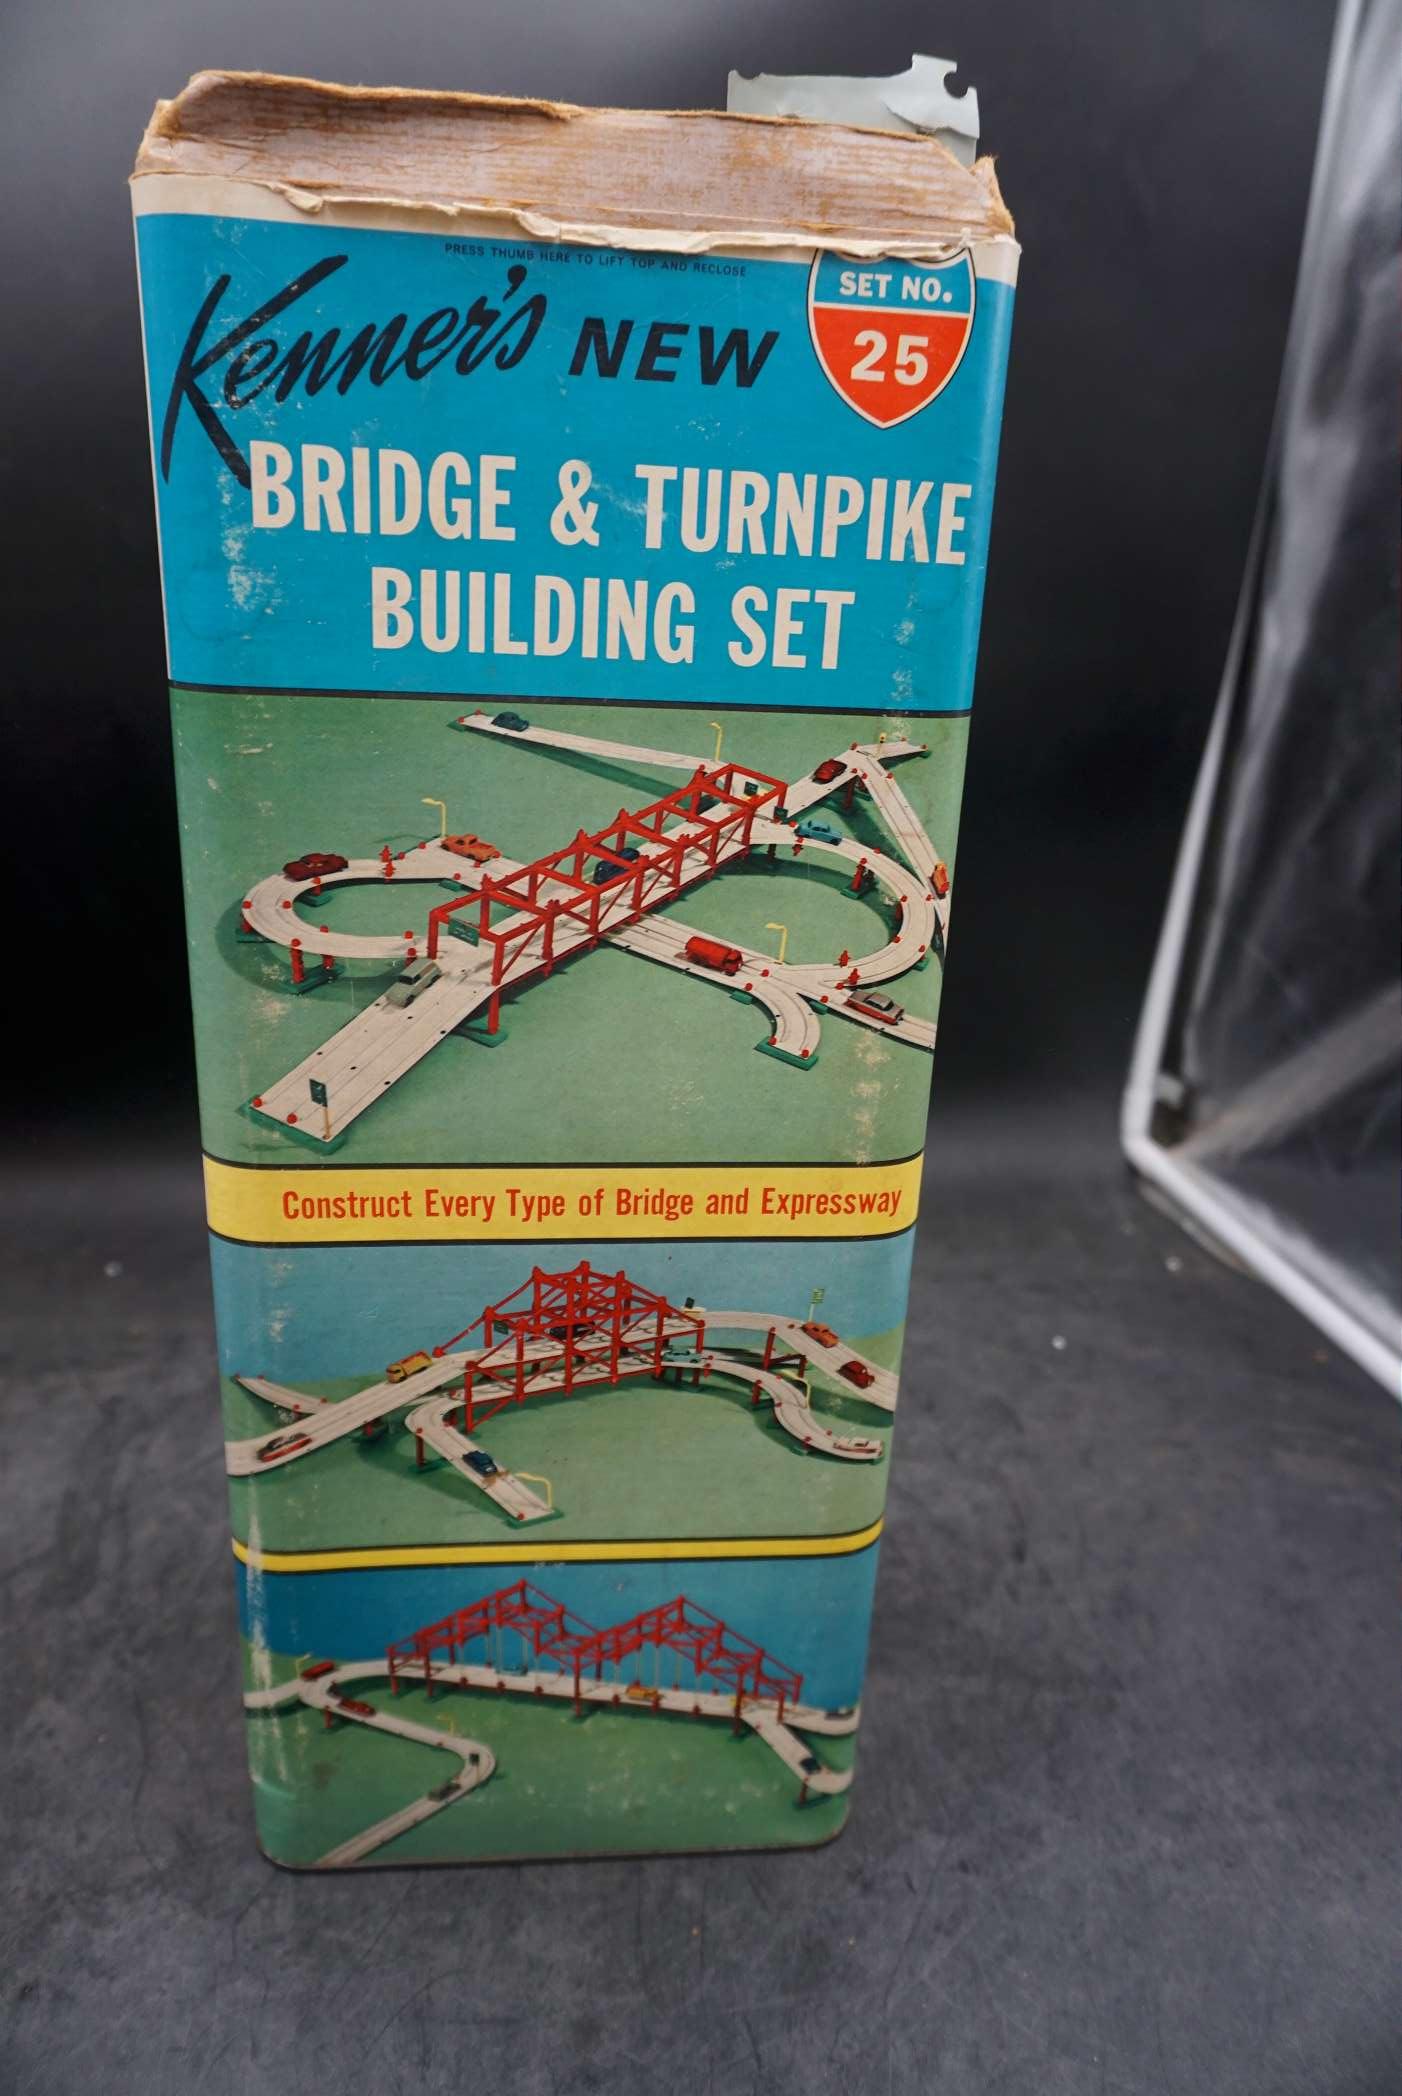 PRESS THUMB HERE TO LIFT TOP AND RECLOSE
Kenner's NEW
SET NO.
25
BRIDGE & TURNPIKE
BUILDING SET
Construct Every Type of Bridge and Expressway